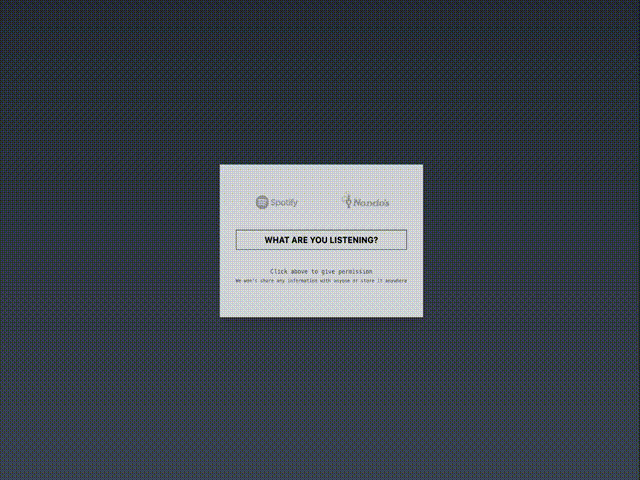 Spotify Nando's
WHAT ARE YOU LISTENING?
Click above to give permission
We won't share any information with anyone or store it anywhere